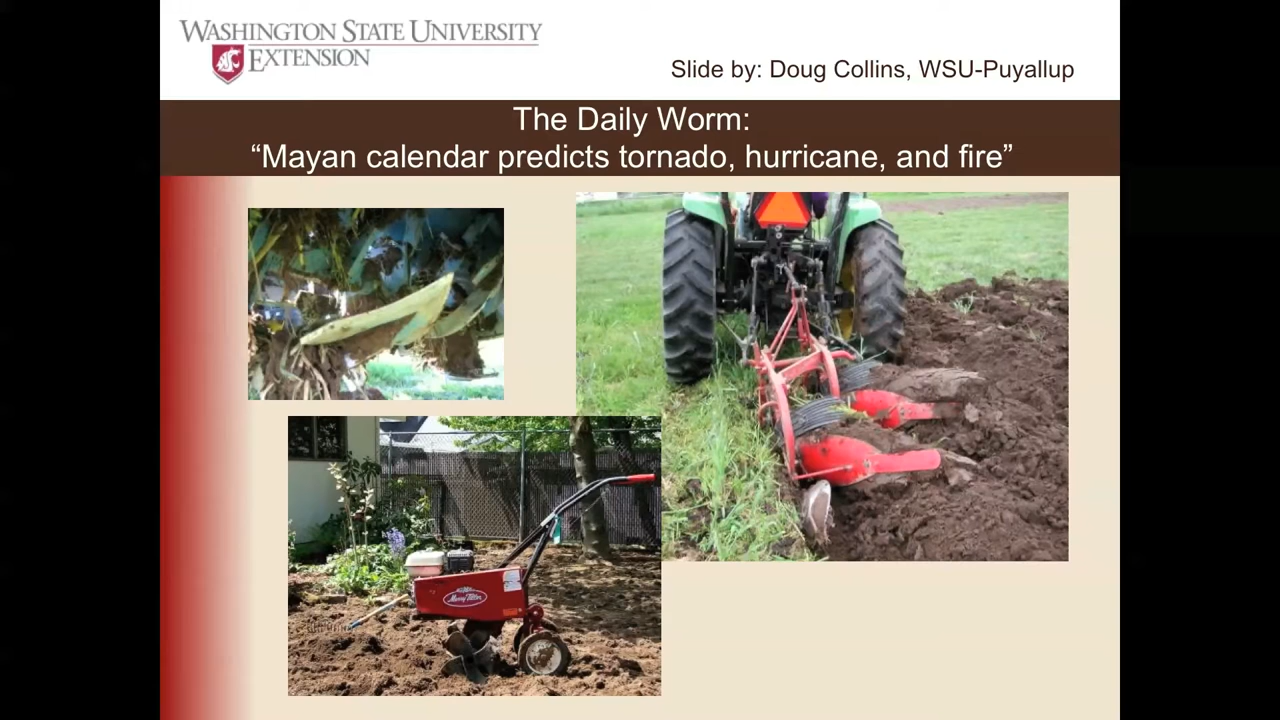 WASHINGTON STATE UNIVERSITY
EXTENSION
Slide by: Doug Collins, WSU-Puyallup
The Daily Worm:
“Mayan calendar predicts tornado, hurricane, and fire”
Merry Tiller